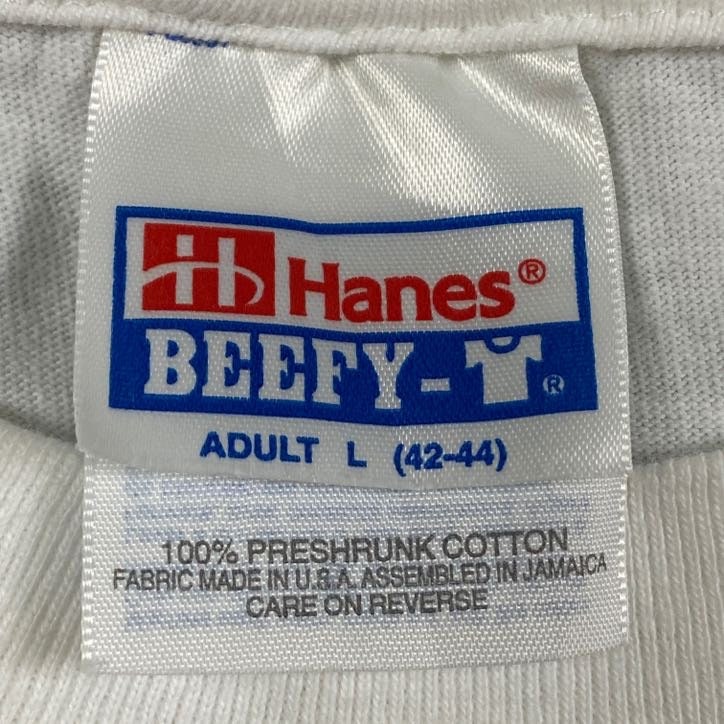 H Hanes®
BEEFY-T®
ADULT L (42-44)
100% PRESHRUNK COTTON
FABRIC MADE IN U.S.A. ASSEMBLED IN JAMAICA
CARE ON REVERSE